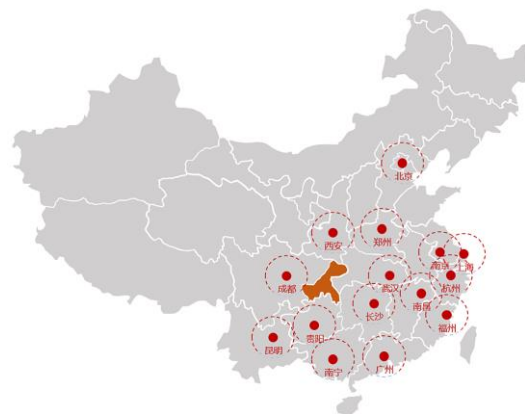 北京
西安
郑州
南京
上海
成都
武汉
杭州
长沙
南昌
贵阳
福州
昆明
南宁
广州